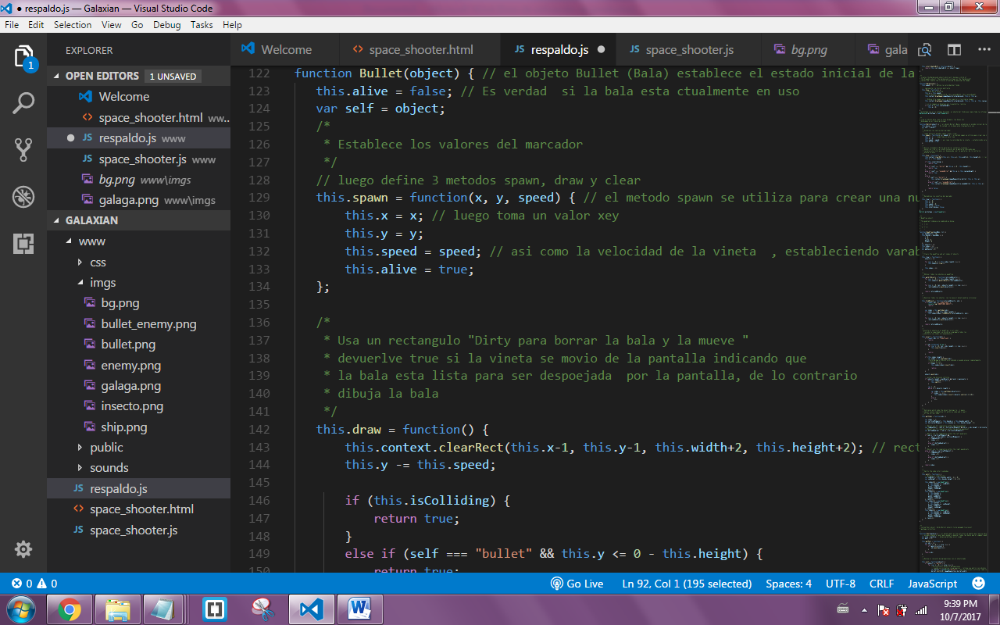 ● respaldo.js — Galaxian — Visual Studio Code
File Edit Selection View Go Debug Tasks Help
EXPLORER
Welcome
space_shooter.html
JS respaldo.js
JS space_shooter.js
bg.png
gala
1
OPEN EDITORS 1 UNSAVED
Welcome
space_shooter.html ww...
JS respaldo.js www
JS space_shooter.js www
bg.png www\imgs
galaga.png www\imgs
GALAXIAN
www
css
imgs
bg.png
bullet_enemy.png
bullet.png
enemy.png
galaga.png
insecto.png
ship.png
public
sounds
JS respaldo.js
space_shooter.html
JS space_shooter.js
122 function Bullet(object) { // el objeto Bullet (Bala) establece el estado inicial de la
123 this.alive = false; // Es verdad  si la bala esta ctualmente en uso
124 var self = object;
125 /*
126 * Establece los valores del marcador
127 */
128 // luego define 3 metodos spawn, draw y clear
129 this.spawn = function(x, y, speed) { // el metodo spawn se utiliza para crear una nu
130 this.x = x; // luego toma un valor xey
131 this.y = y;
132 this.speed = speed; // asi como la velocidad de la vineta  , estableciendo varab
133 this.alive = true;
134 };
135
136 /*
137 * Usa un rectangulo "Dirty para borrar la bala y la mueve "
138 * devuerlve true si la vineta se movio de la pantalla indicando que
139 * la bala esta lista para ser despoejada  por la pantalla, de lo contrario
140 * dibuja la bala
141 */
142 this.draw = function() {
143 this.context.clearRect(this.x-1, this.y-1, this.width+2, this.height+2); // rect
144 this.y -= this.speed;
145
146 if (this.isColliding) {
147 return true;
148 }
149 else if (self === "bullet" && this.y <= 0 - this.height) {
150 return true;
0 0
Go Live Ln 92, Col 1 (195 selected) Spaces: 4 UTF-8 CRLF JavaScript
9:39 PM
10/7/2017